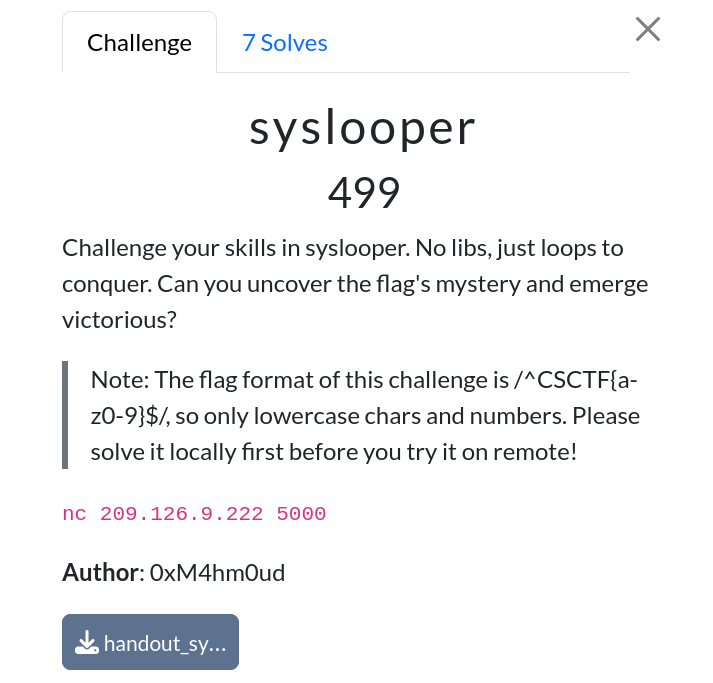 Challenge
7 Solves
syslooper
499
Challenge your skills in syslooper. No libs, just loops to
conquer. Can you uncover the flag's mystery and emerge
victorious?
Note: The flag format of this challenge is /^CSCTF{a-
z0-9}$/, so only lowercase chars and numbers. Please
solve it locally first before you try it on remote!
nc 209.126.9.222 5000
Author: 0xM4hm0ud
handout_sy...